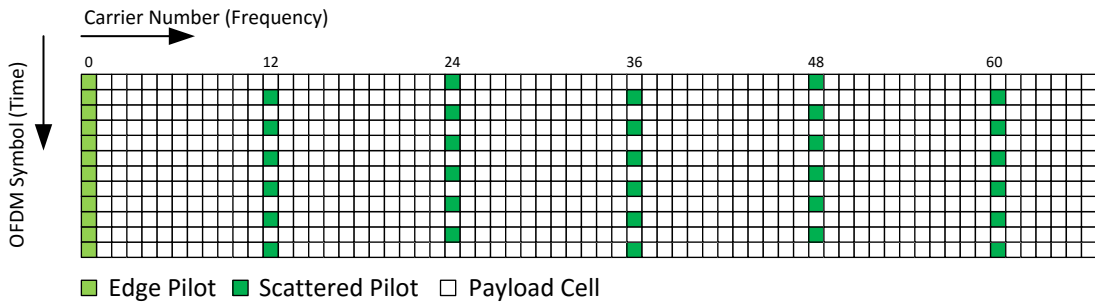 Carrier Number (Frequency)
0 12 24 36 48 60
OFDM Symbol (Time)
Edge Pilot Scattered Pilot Payload Cell